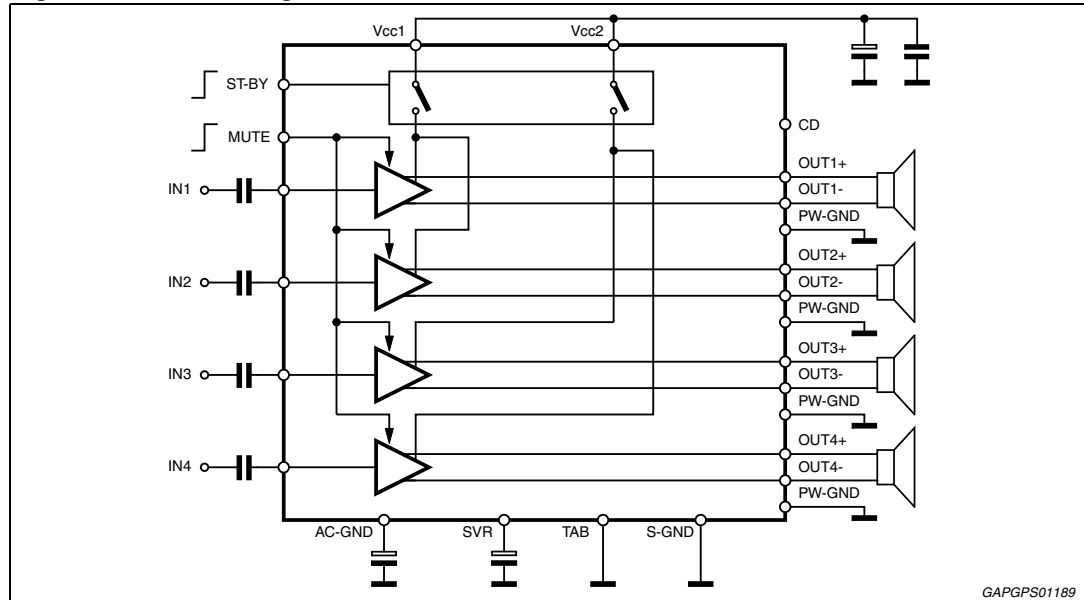 Vcc1
Vcc2
ST-BY
MUTE
CD
OUT1+
IN1
OUT1-
PW-GND
OUT2+
IN2
OUT2-
PW-GND
OUT3+
IN3
OUT3-
PW-GND
OUT4+
IN4
OUT4-
PW-GND
AC-GND
SVR
TAB
S-GND
GAPGPS01189